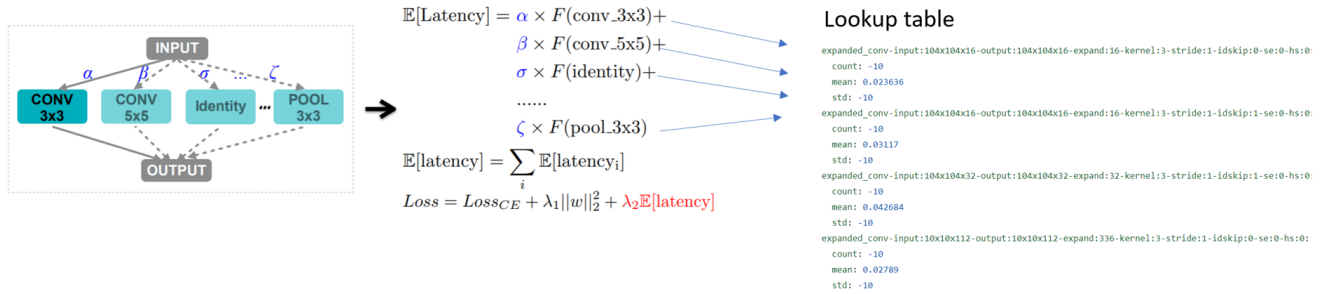 INPUT
α β σ ... ζ
CONV 3x3
CONV 5x5
Identity
...
POOL 3x3
OUTPUT
𝔼[Latency] = α × F(conv_3x3)+
β × F(conv_5x5)+
σ × F(identity)+
......
ζ × F(pool_3x3)
𝔼[latency] = ∑_i 𝔼[latency_i]
Loss = Loss_CE + λ₁||w||₂² + λ₂𝔼[latency]
Lookup table
expanded_conv-input:104x104x16-output:104x104x16-expand:16-kernel:3-stride:1-idskip:0-se:0-hs:0:
count: -10
mean: 0.023636
std: -10
expanded_conv-input:104x104x16-output:104x104x16-expand:16-kernel:3-stride:1-idskip:1-se:0-hs:0:
count: -10
mean: 0.03117
std: -10
expanded_conv-input:104x104x32-output:104x104x32-expand:32-kernel:3-stride:1-idskip:1-se:0-hs:0:
count: -10
mean: 0.042684
std: -10
expanded_conv-input:10x10x112-output:10x10x112-expand:336-kernel:3-stride:1-idskip:0-se:0-hs:0:
count: -10
mean: 0.02789
std: -10